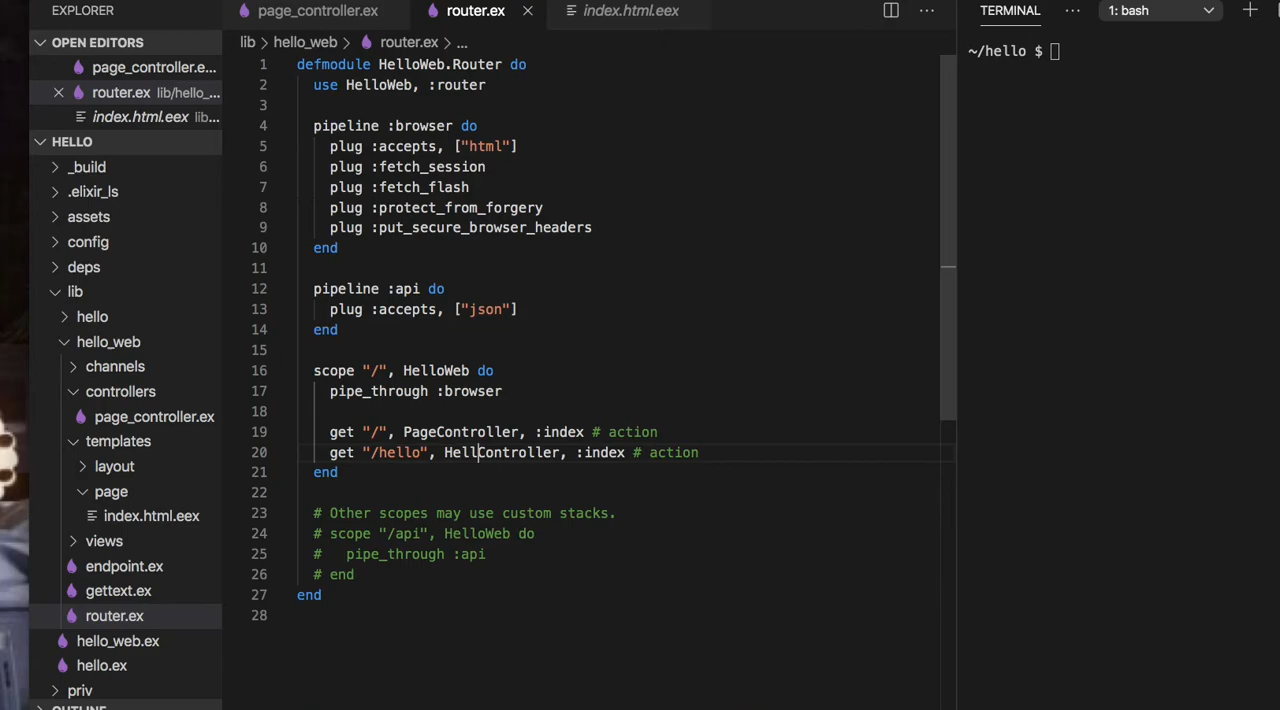 EXPLORER
OPEN EDITORS
page_controller.e...
router.ex lib/hello_...
index.html.eex lib...
HELLO
_build
.elixir_ls
assets
config
deps
lib
hello
hello_web
channels
controllers
page_controller.ex
templates
layout
page
index.html.eex
views
endpoint.ex
gettext.ex
router.ex
hello_web.ex
hello.ex
priv
page_controller.ex
router.ex
index.html.eex
lib > hello_web > router.ex > ...
1 defmodule HelloWeb.Router do
2 use HelloWeb, :router
3
4 pipeline :browser do
5 plug :accepts, ["html"]
6 plug :fetch_session
7 plug :fetch_flash
8 plug :protect_from_forgery
9 plug :put_secure_browser_headers
10 end
11
12 pipeline :api do
13 plug :accepts, ["json"]
14 end
15
16 scope "/", HelloWeb do
17 pipe_through :browser
18
19 get "/", PageController, :index # action
20 get "/hello", HellController, :index # action
21 end
22
23 # Other scopes may use custom stacks.
24 # scope "/api", HelloWeb do
25 #   pipe_through :api
26 # end
27 end
28
TERMINAL
1: bash
~/hello $